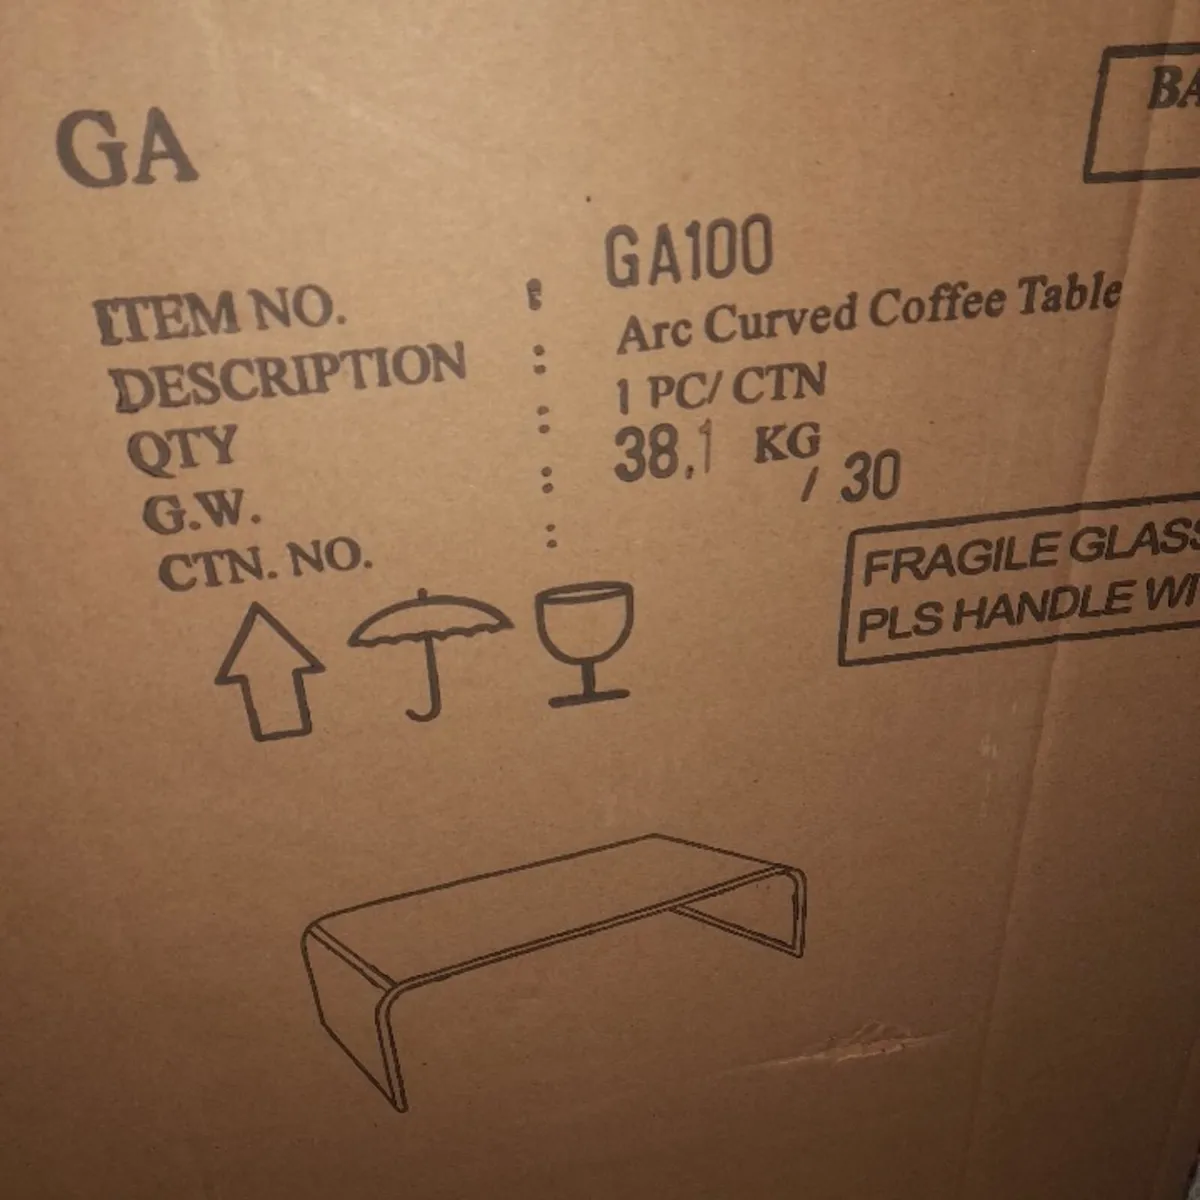 GA
BA
ITEM NO. : GA100
DESCRIPTION : Arc Curved Coffee Table
QTY : 1 PC/ CTN
G.W. : 38.1 KG
CTN. NO. : / 30
FRAGILE GLASS
PLS HANDLE WI